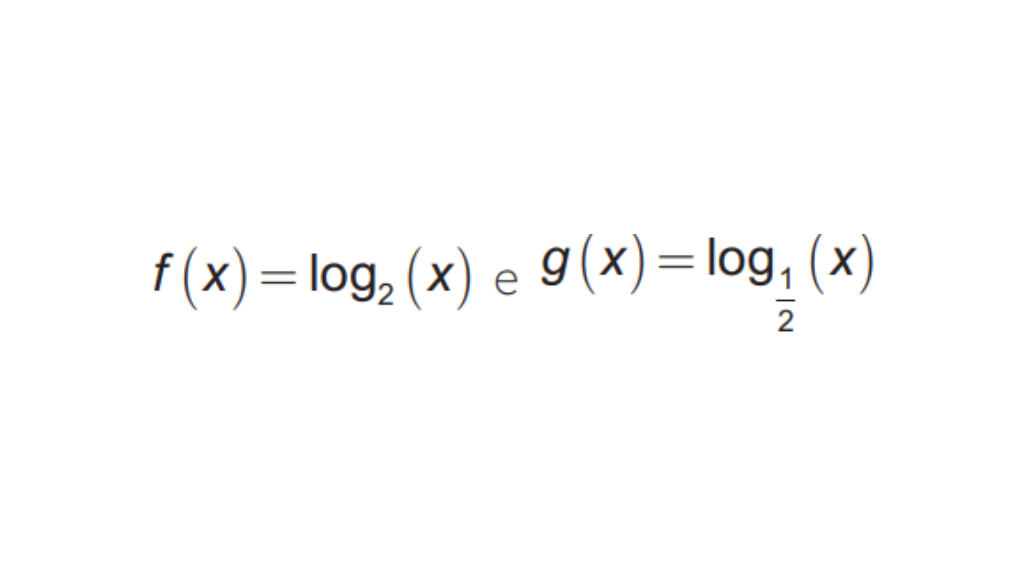 f(x) = log₂(x) e g(x) = log_{1/2}(x)